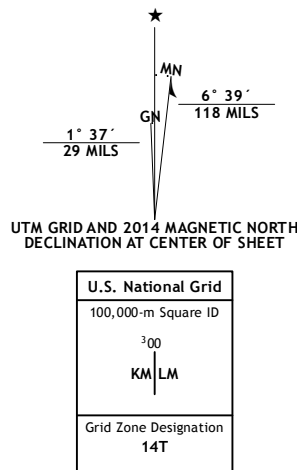 ★
MN
GN
6° 39´
118 MILS
1° 37´
29 MILS
UTM GRID AND 2014 MAGNETIC NORTH
DECLINATION AT CENTER OF SHEET
U.S. National Grid
100,000-m Square ID
³00
KM LM
Grid Zone Designation
14T